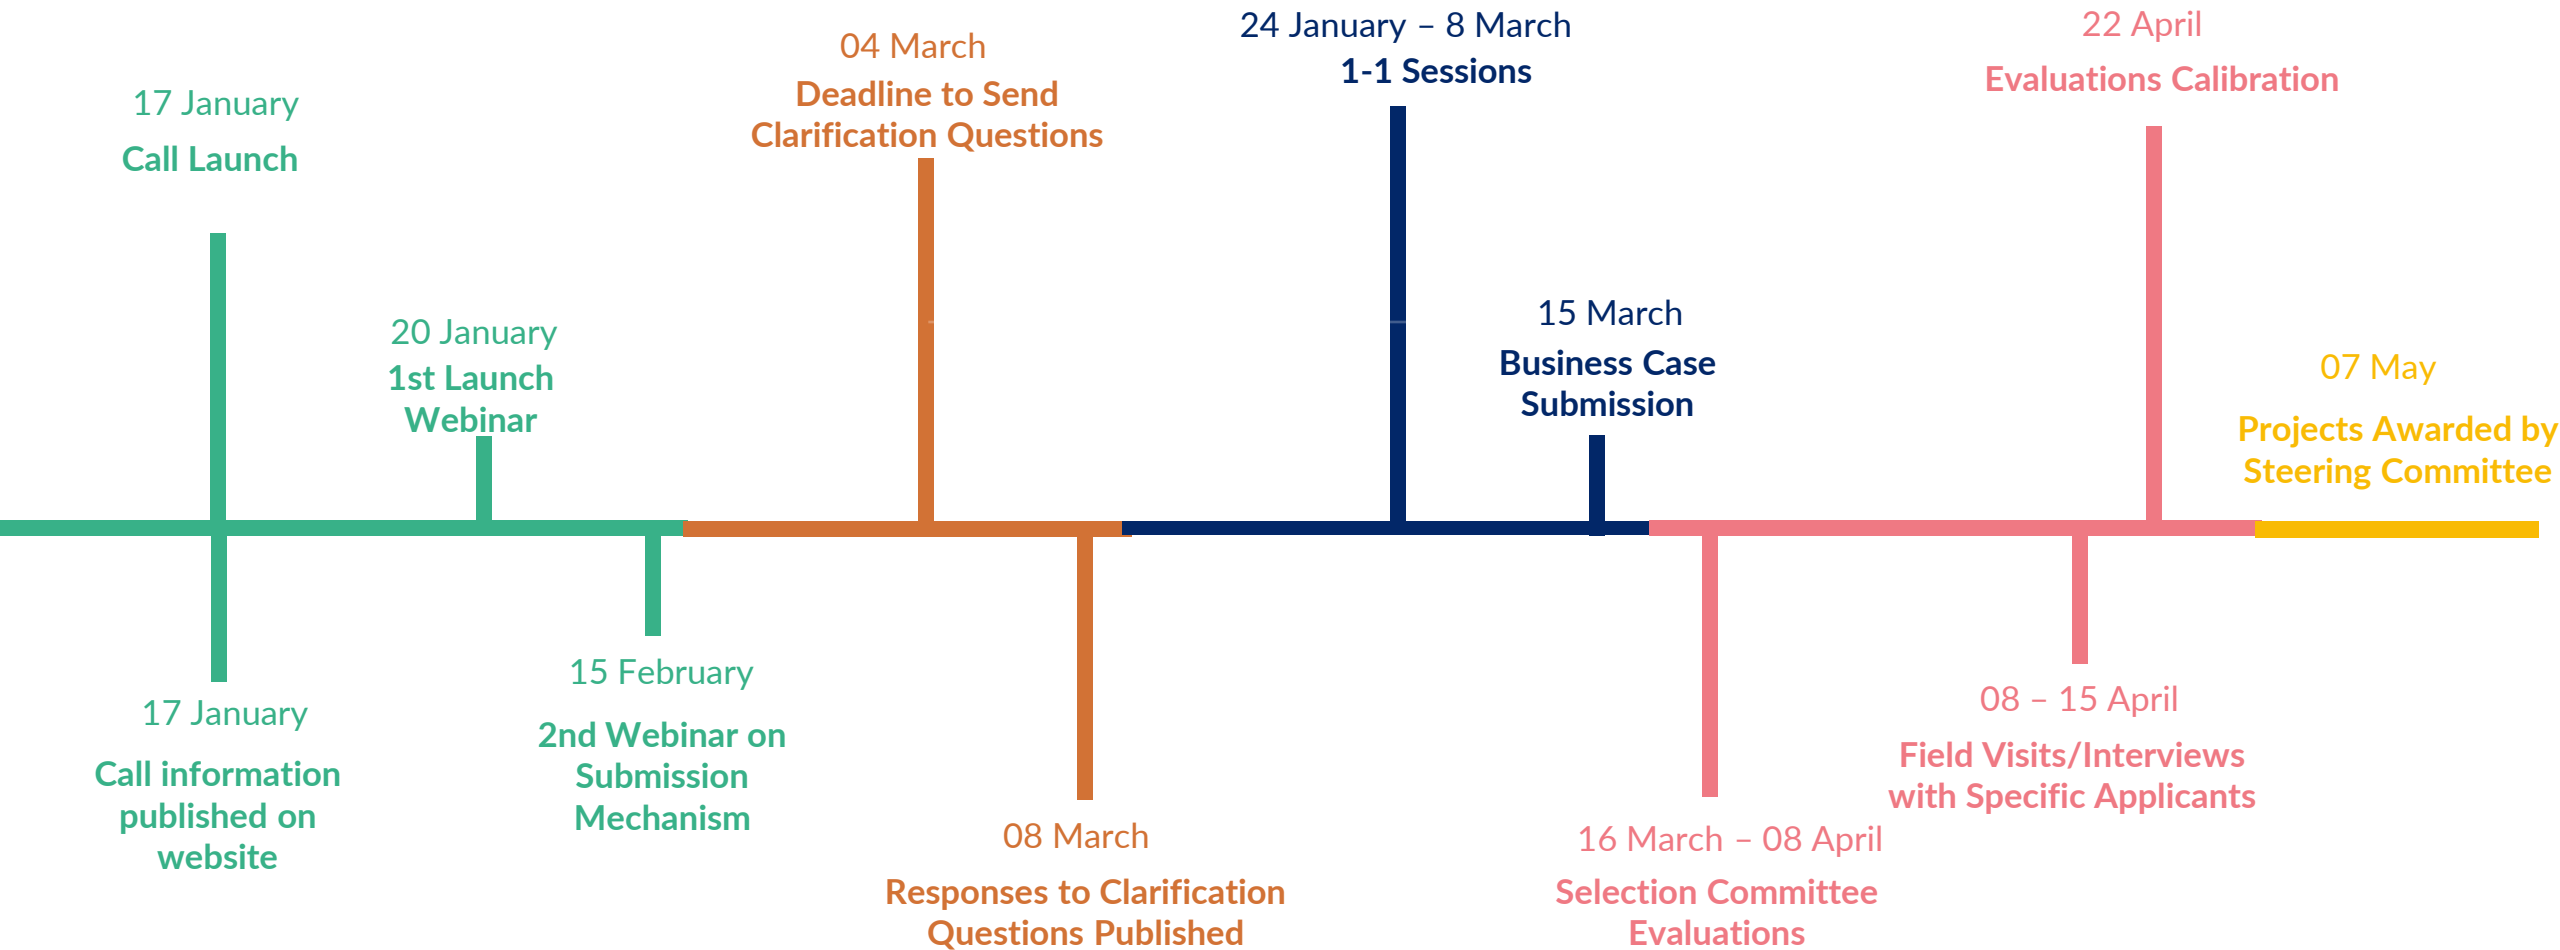 17 January
Call Launch
20 January
1st Launch
Webinar
04 March
Deadline to Send
Clarification Questions
24 January – 8 March
1-1 Sessions
15 March
Business Case
Submission
22 April
Evaluations Calibration
07 May
Projects Awarded by
Steering Committee
17 January
Call information
published on
website
15 February
2nd Webinar on
Submission
Mechanism
08 March
Responses to Clarification
Questions Published
16 March – 08 April
Selection Committee
Evaluations
08 – 15 April
Field Visits/Interviews
with Specific Applicants